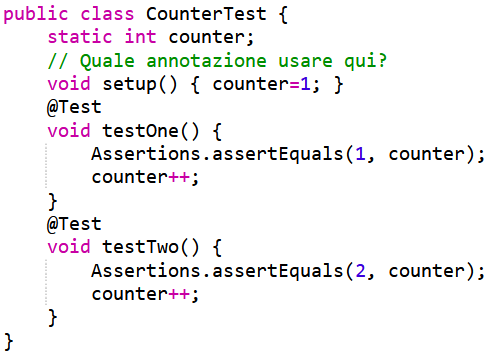 public class CounterTest {
    static int counter;
    // Quale annotazione usare qui?
    void setup() { counter=1; }
    @Test
    void testOne() {
        Assertions.assertEquals(1, counter);
        counter++;
    }
    @Test
    void testTwo() {
        Assertions.assertEquals(2, counter);
        counter++;
    }
}